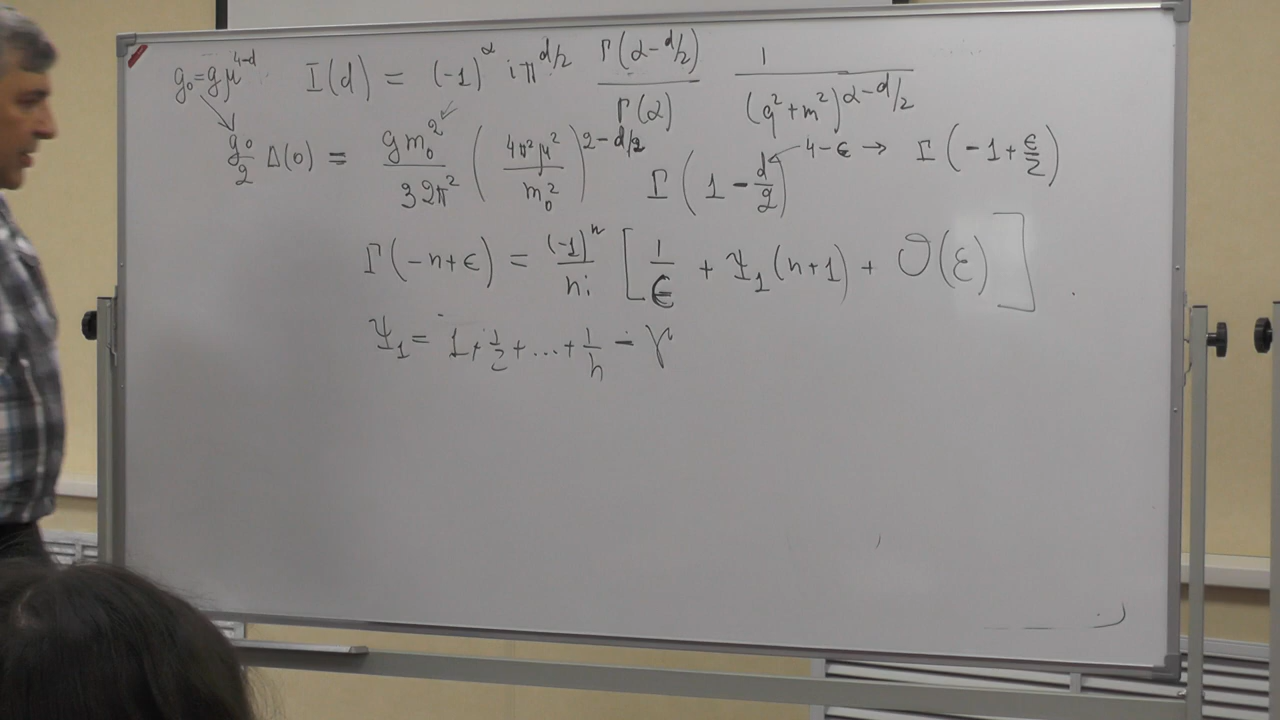 g₀=gμ^{4-d} I(d) = (-1)^α iπ^{d/2} Γ(α-d/2)/Γ(α) 1/(q²+m²)^{α-d/2}
g₀/2 Δ(0) = gm₀²/32π² (4π²μ²/m₀²)^{2-d/2} Γ(1-d/2) 4-ε → Γ(-1+ε/2)
Γ(-n+ε) = (-1)ⁿ/n! [1/ε + Ψ₁(n+1) + O(ε)]
Ψ₁= 1+1/2+...+1/n - γ